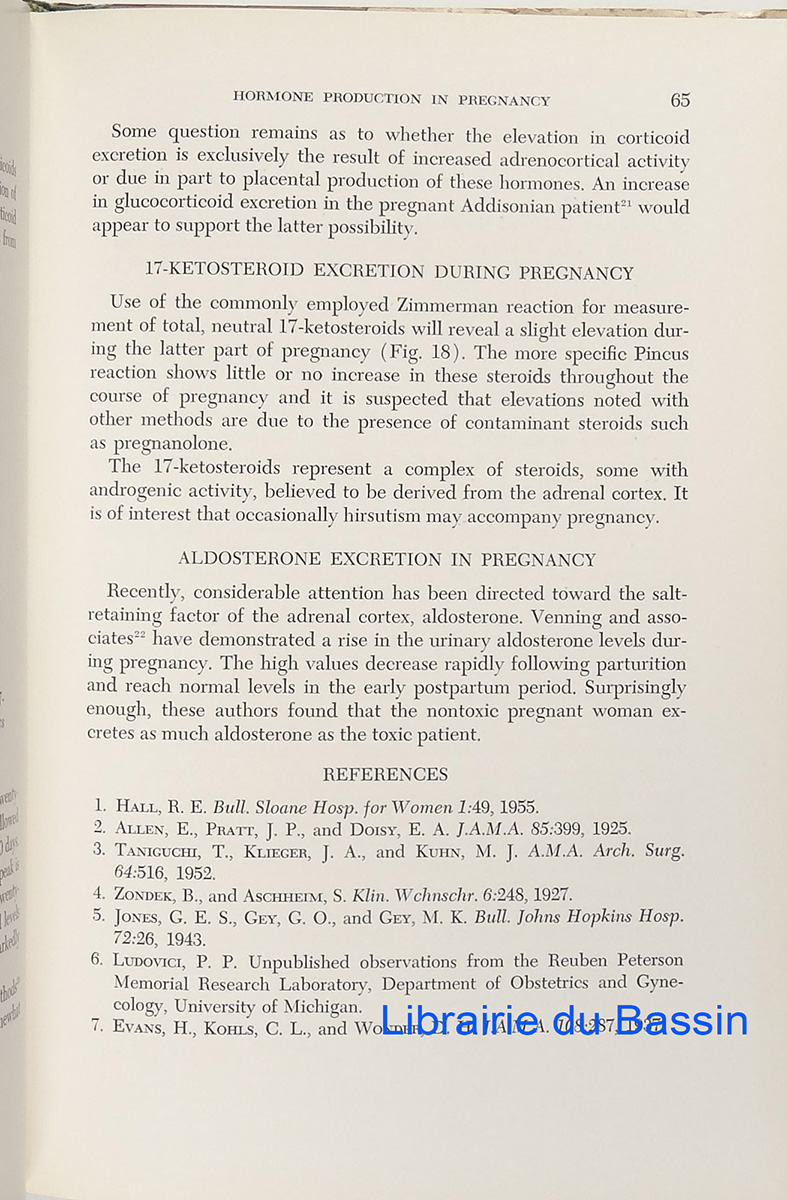 HORMONE PRODUCTION IN PREGNANCY 65
Some question remains as to whether the elevation in corticoid
excretion is exclusively the result of increased adrenocortical activity
or due in part to placental production of these hormones. An increase
in glucocorticoid excretion in the pregnant Addisonian patient²¹ would
appear to support the latter possibility.
17-KETOSTEROID EXCRETION DURING PREGNANCY
Use of the commonly employed Zimmerman reaction for measure-
ment of total, neutral 17-ketosteroids will reveal a slight elevation dur-
ing the latter part of pregnancy (Fig. 18). The more specific Pincus
reaction shows little or no increase in these steroids throughout the
course of pregnancy and it is suspected that elevations noted with
other methods are due to the presence of contaminant steroids such
as pregnanolone.
The 17-ketosteroids represent a complex of steroids, some with
androgenic activity, believed to be derived from the adrenal cortex. It
is of interest that occasionally hirsutism may accompany pregnancy.
ALDOSTERONE EXCRETION IN PREGNANCY
Recently, considerable attention has been directed toward the salt-
retaining factor of the adrenal cortex, aldosterone. Venning and asso-
ciates²² have demonstrated a rise in the urinary aldosterone levels dur-
ing pregnancy. The high values decrease rapidly following parturition
and reach normal levels in the early postpartum period. Surprisingly
enough, these authors found that the nontoxic pregnant woman ex-
cretes as much aldosterone as the toxic patient.
REFERENCES
1. HALL, R. E. Bull. Sloane Hosp. for Women 1:49, 1955.
2. ALLEN, E., PRATT, J. P., and DOISY, E. A. J.A.M.A. 85:399, 1925.
3. TANIGUCHI, T., KLIEGER, J. A., and KUHN, M. J. A.M.A. Arch. Surg.
64:516, 1952.
4. ZONDEK, B., and ASCHHEIM, S. Klin. Wchnschr. 6:248, 1927.
5. JONES, G. E. S., GEY, G. O., and GEY, M. K. Bull. Johns Hopkins Hosp.
72:26, 1943.
6. LUDOVICI, P. P. Unpublished observations from the Reuben Peterson
Memorial Research Laboratory, Department of Obstetrics and Gyne-
cology, University of Michigan.
7. EVANS, H., KOHLS, C. L., and J.A.M.A. 108:287, 1937.
Librairie du Bassin